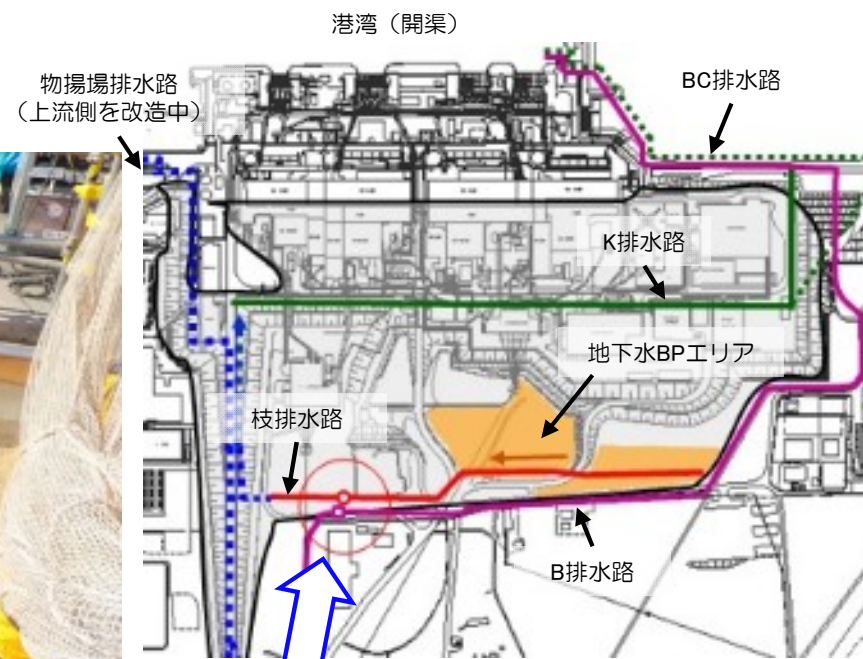 港湾（開渠）
物揚場排水路
（上流側を改造中）
BC排水路
K排水路
地下水BPエリア
枝排水路
B排水路